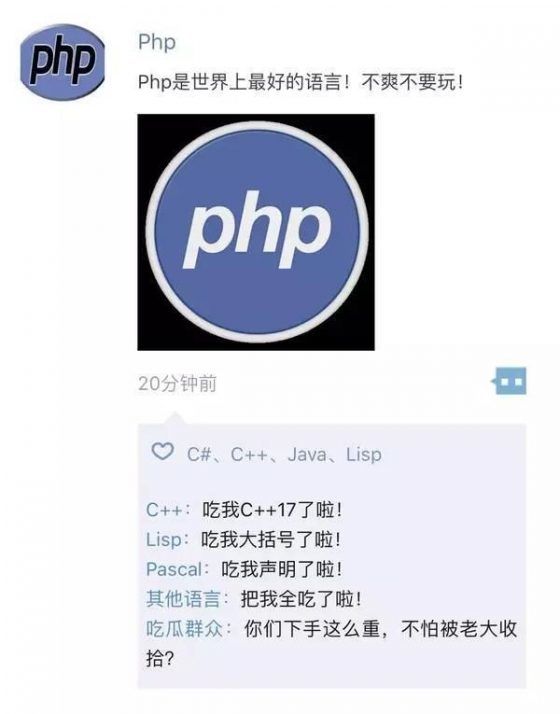 php
Php
Php是世界上最好的语言！不爽不要玩！
php
20分钟前
C#、C++、Java、Lisp
C++：吃我C++17了啦！
Lisp：吃我大括号了啦！
Pascal：吃我声明了啦！
其他语言：把我全吃了啦！
吃瓜群众：你们下手这么重，不怕被老大收
拾？